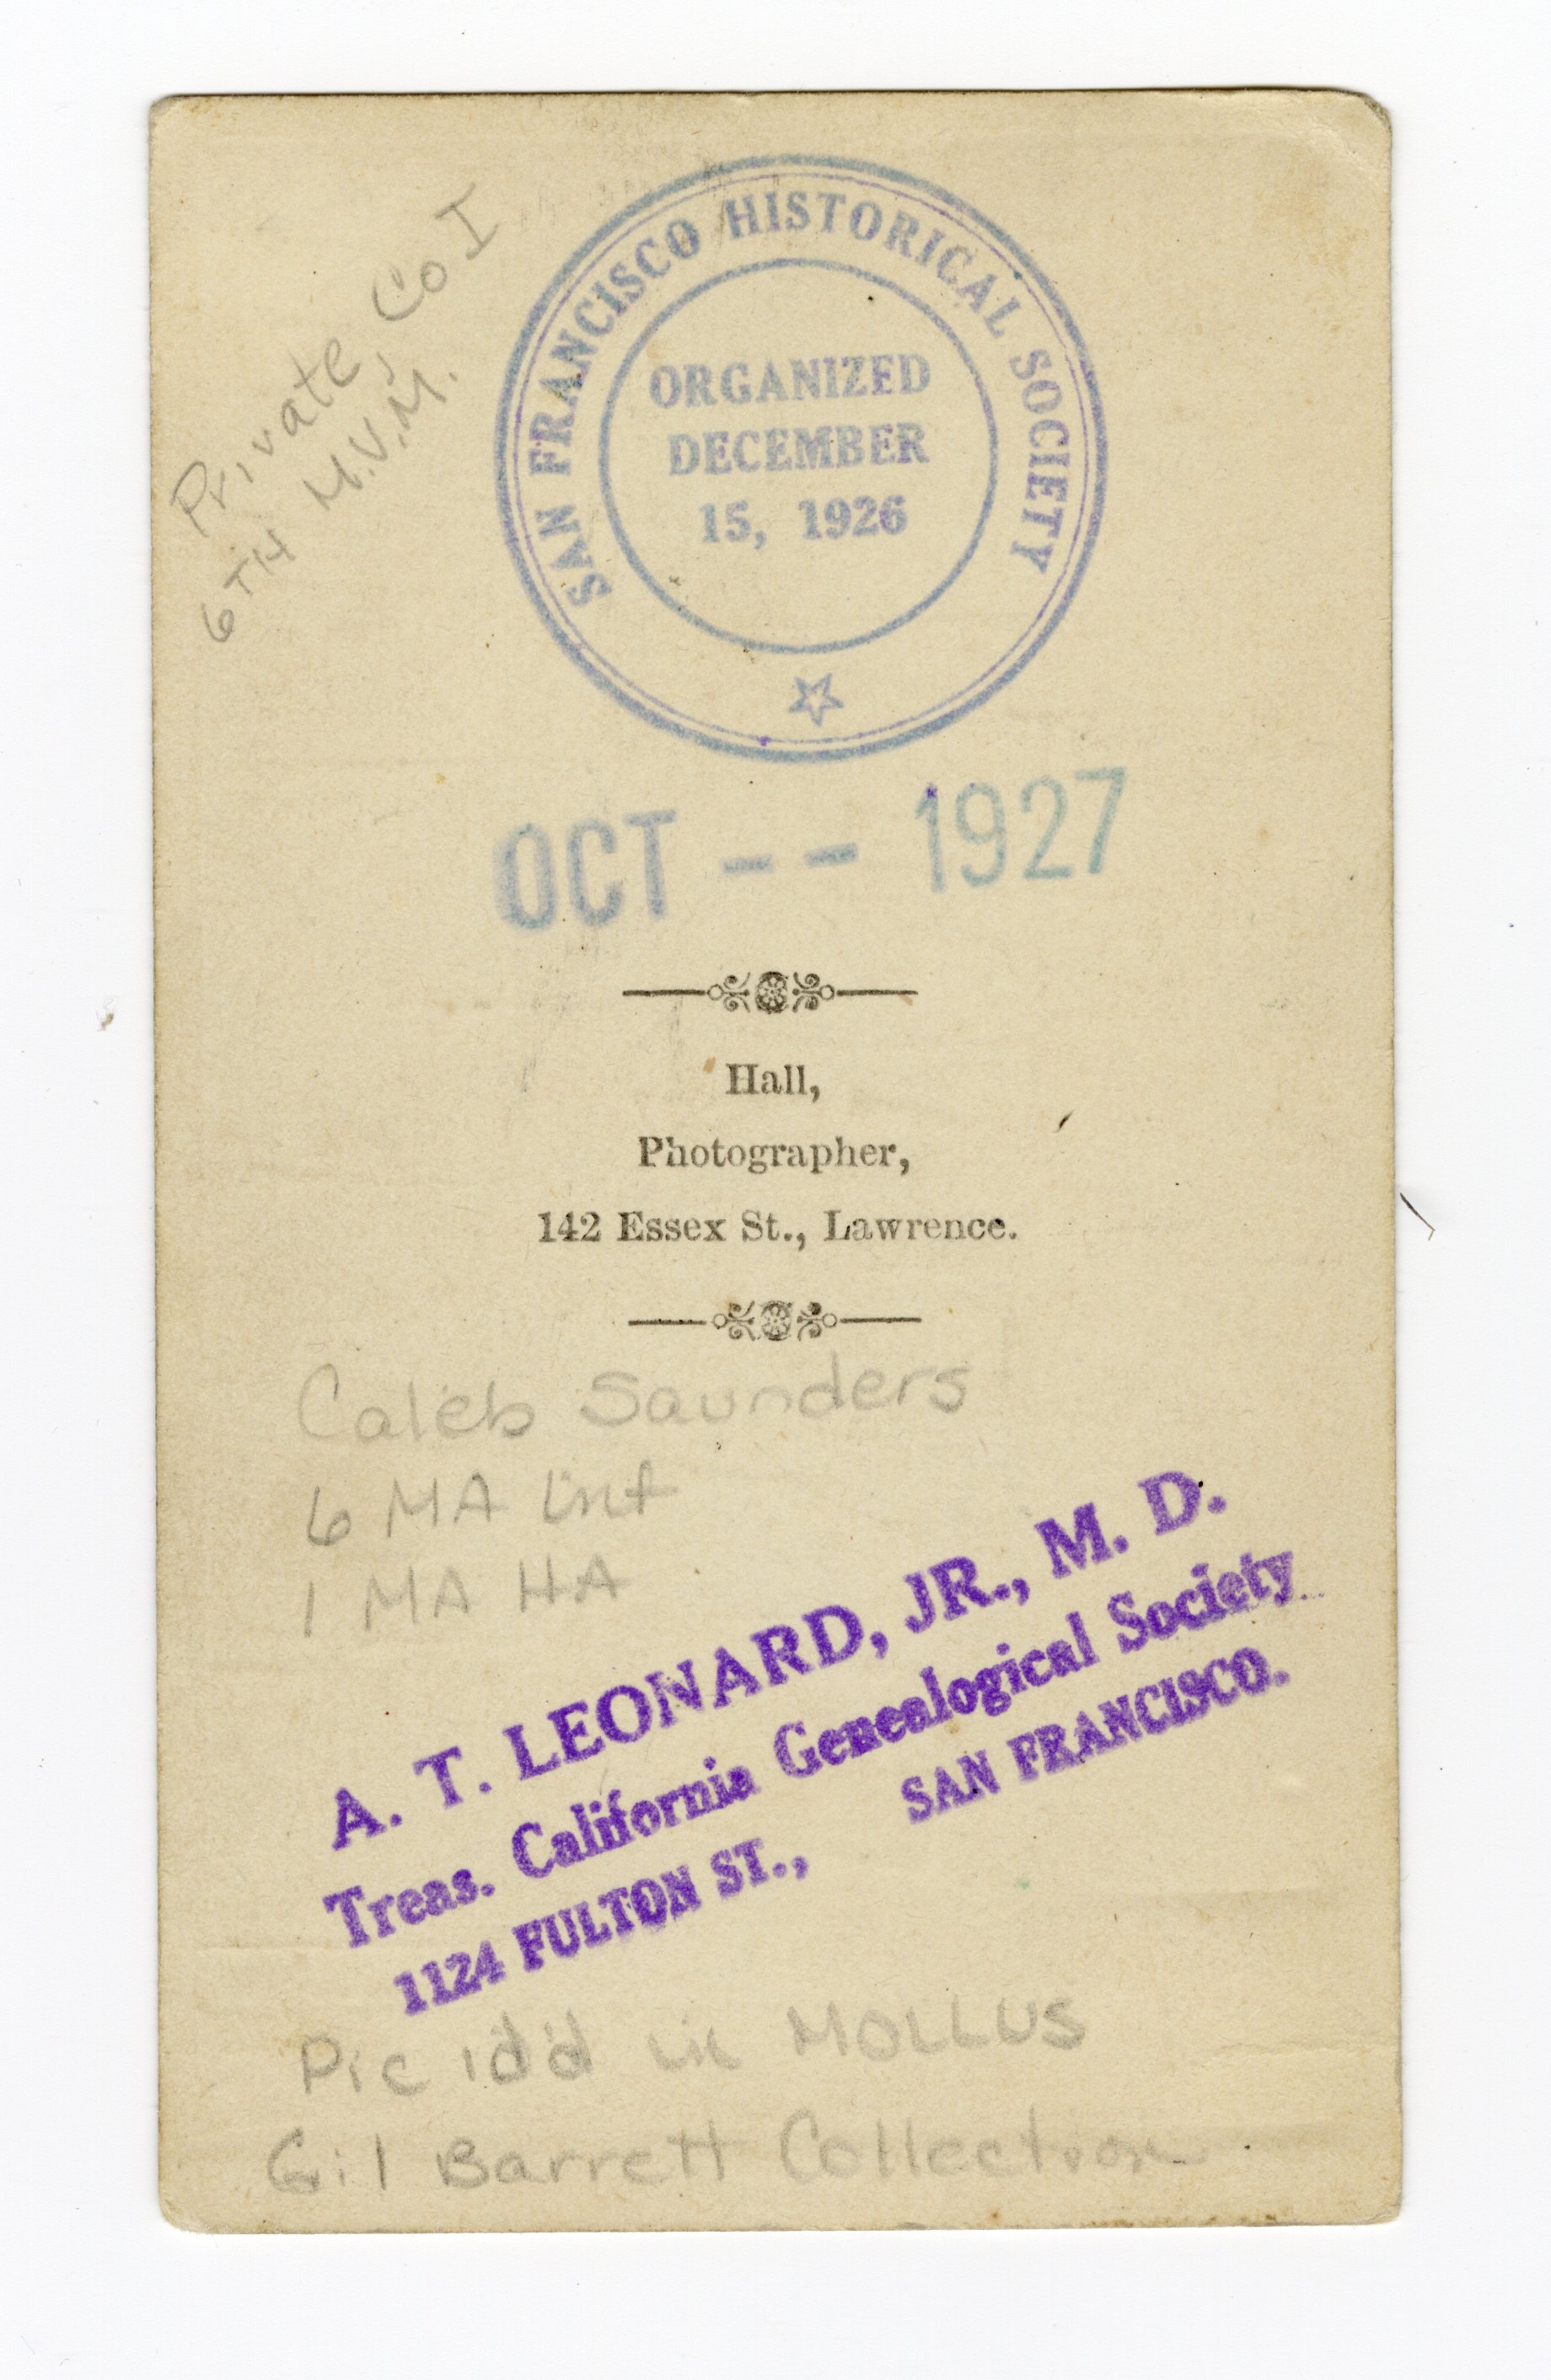 Private, Co I
6TH M.V.M.
SAN FRANCISCO HISTORICAL SOCIETY
ORGANIZED
DECEMBER
15, 1926
OCT -- 1927
Hall,
Photographer,
142 Essex St., Lawrence.
Caleb Saunders
6 MA Inf
1 MA HA
A. T. LEONARD, JR., M. D.
Treas. California Genealogical Society
1124 FULTON ST., SAN FRANCISCO.
Pic id'd in MOLLUS
Gil Barrett Collection